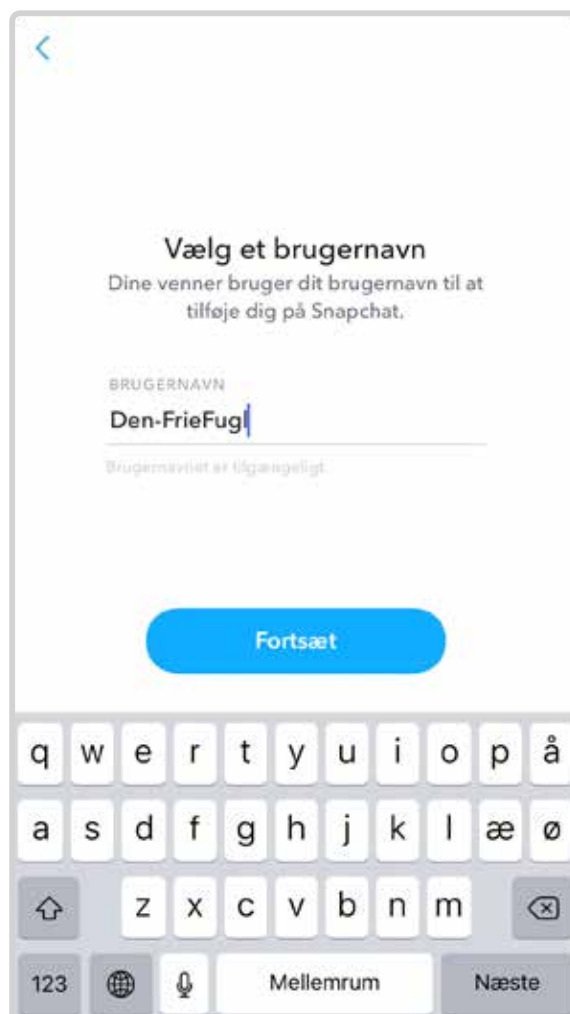 Vælg et brugernavn
Dine venner bruger dit brugernavn til at
tilføje dig på Snapchat.
BRUGERNAVN
Den-FrieFugl
Brugernavnet er tilgængeligt
Fortsæt
q w e r t y u i o p å
a s d f g h j k l æ ø
z x c v b n m
123 Mellemrum Næste